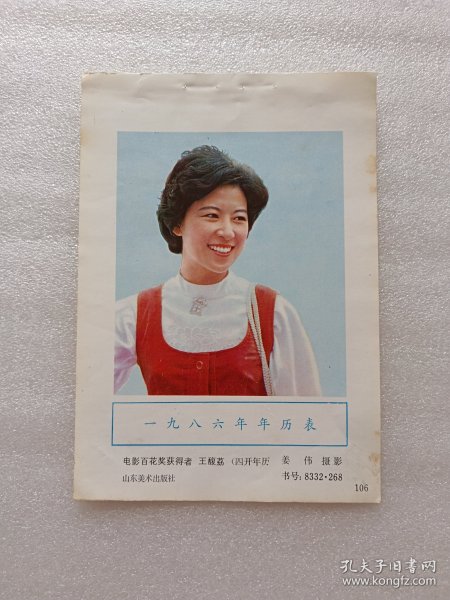 一九八六年年历表
电影百花奖获得者 王馥荔 （四开年历 姜 伟 摄影
山东美术出版社 书号：8332·268
106
孔夫子旧书网
www.kongfz.com